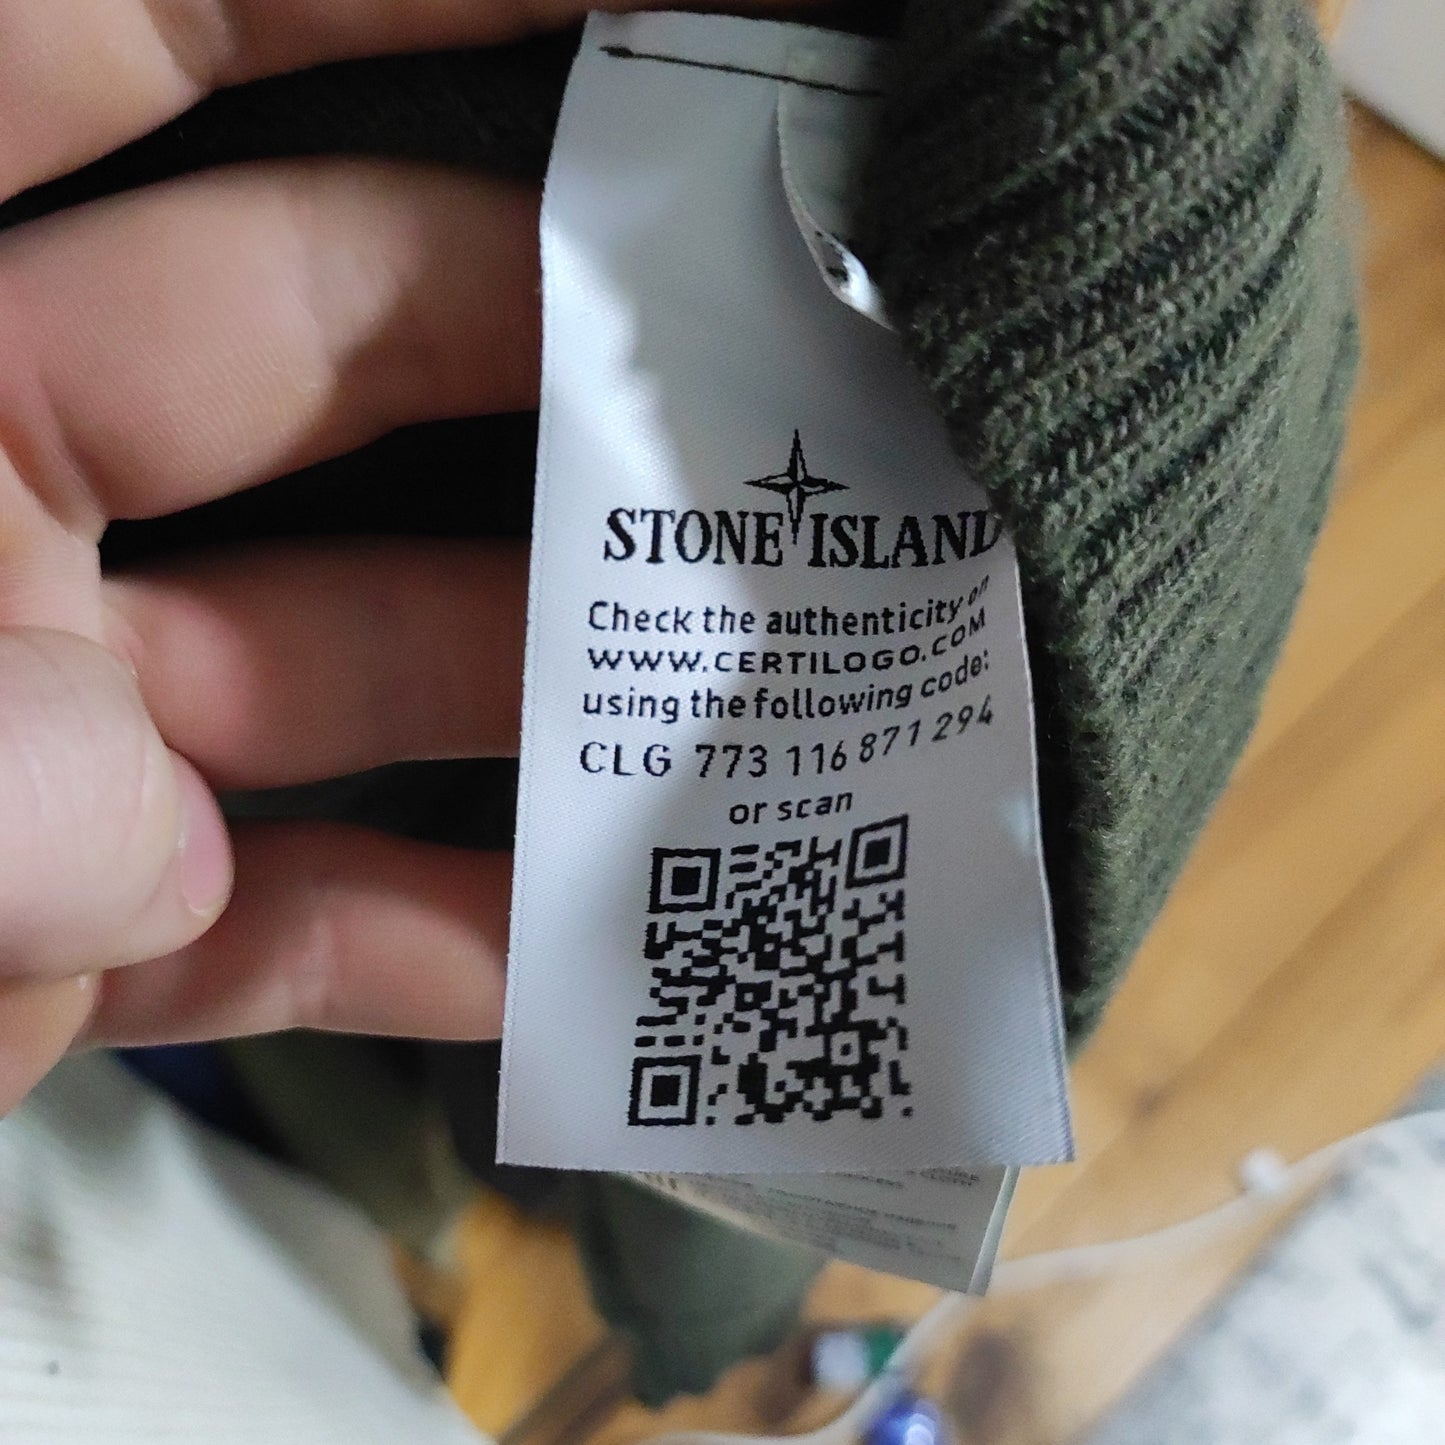 STONE ISLAND
Check the authenticity on
WWW.CERTILOGO.COM
using the following code:
CLG 773 116 871 294
or scan